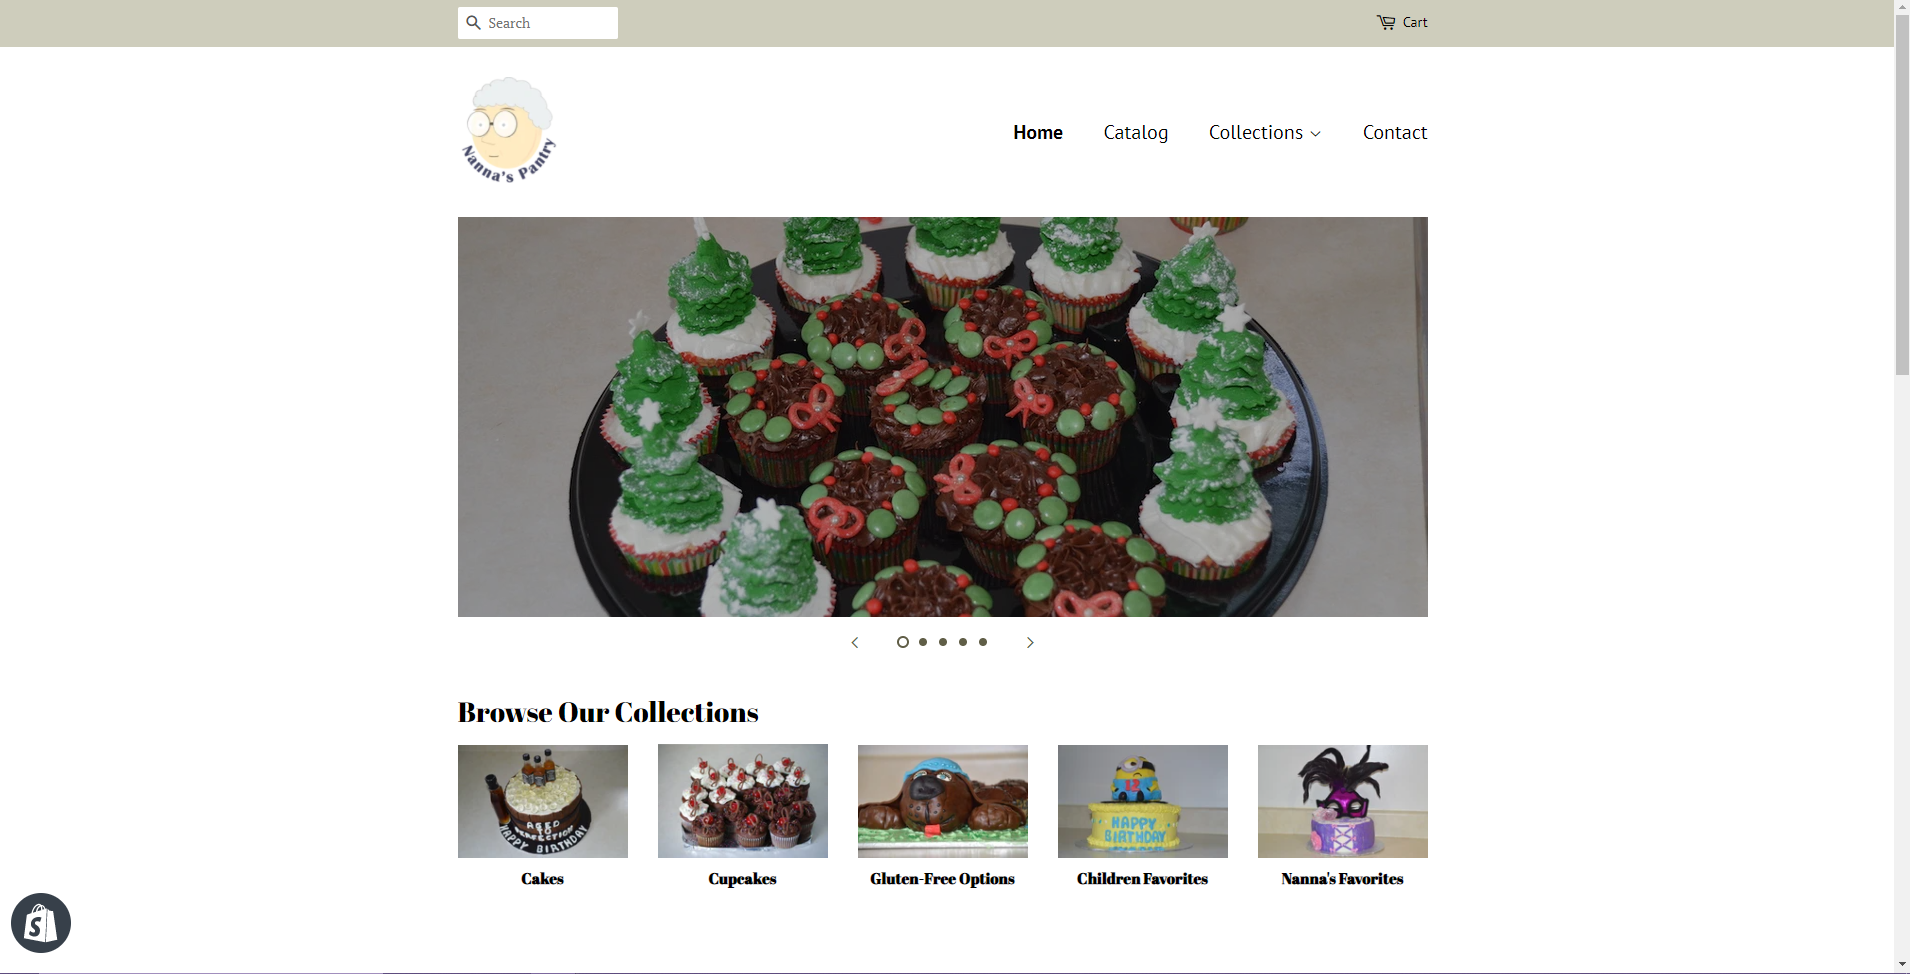 Search
Cart
Nanna's Pantry
Home
Catalog
Collections
Contact
Browse Our Collections
AGED
TO
PERFECTION
HAPPY BIRTHDAY
12
HAPPY
BIRTHDAY
Cakes
Cupcakes
Gluten-Free Options
Children Favorites
Nanna's Favorites
S